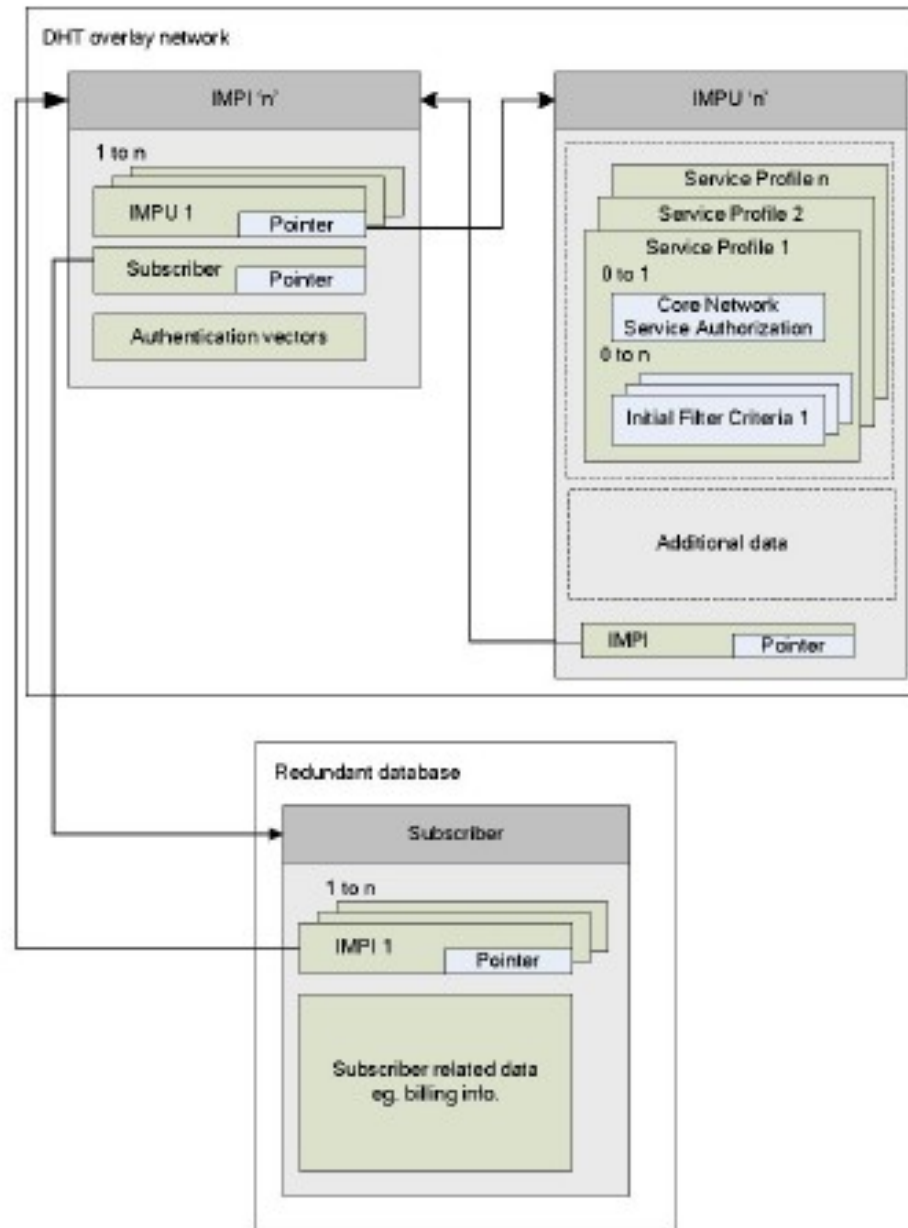 DHT overlay network
IMPI 'n'
1 to n
IMPU 1
Pointer
Subscriber
Pointer
Authentication vectors
IMPU 'n'
Service Profile n
Service Profile 2
Service Profile 1
0 to 1
Core Network
Service Authorization
0 to n
Initial Filter Criteria 1
Additional data
IMPI
Pointer
Redundant database
Subscriber
1 to n
IMPI 1
Pointer
Subscriber related data
eg. billing info.